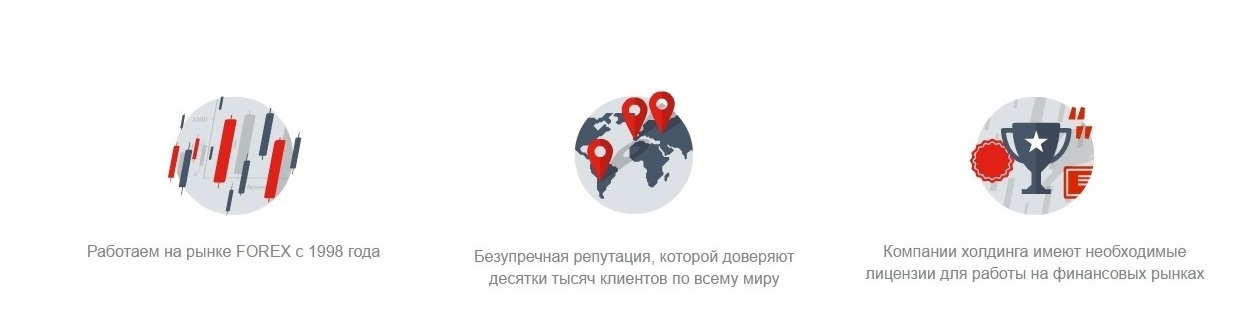 Работаем на рынке FOREX с 1998 года
Безупречная репутация, которой доверяют
десятки тысяч клиентов по всему миру
Компании холдинга имеют необходимые
лицензии для работы на финансовых рынках